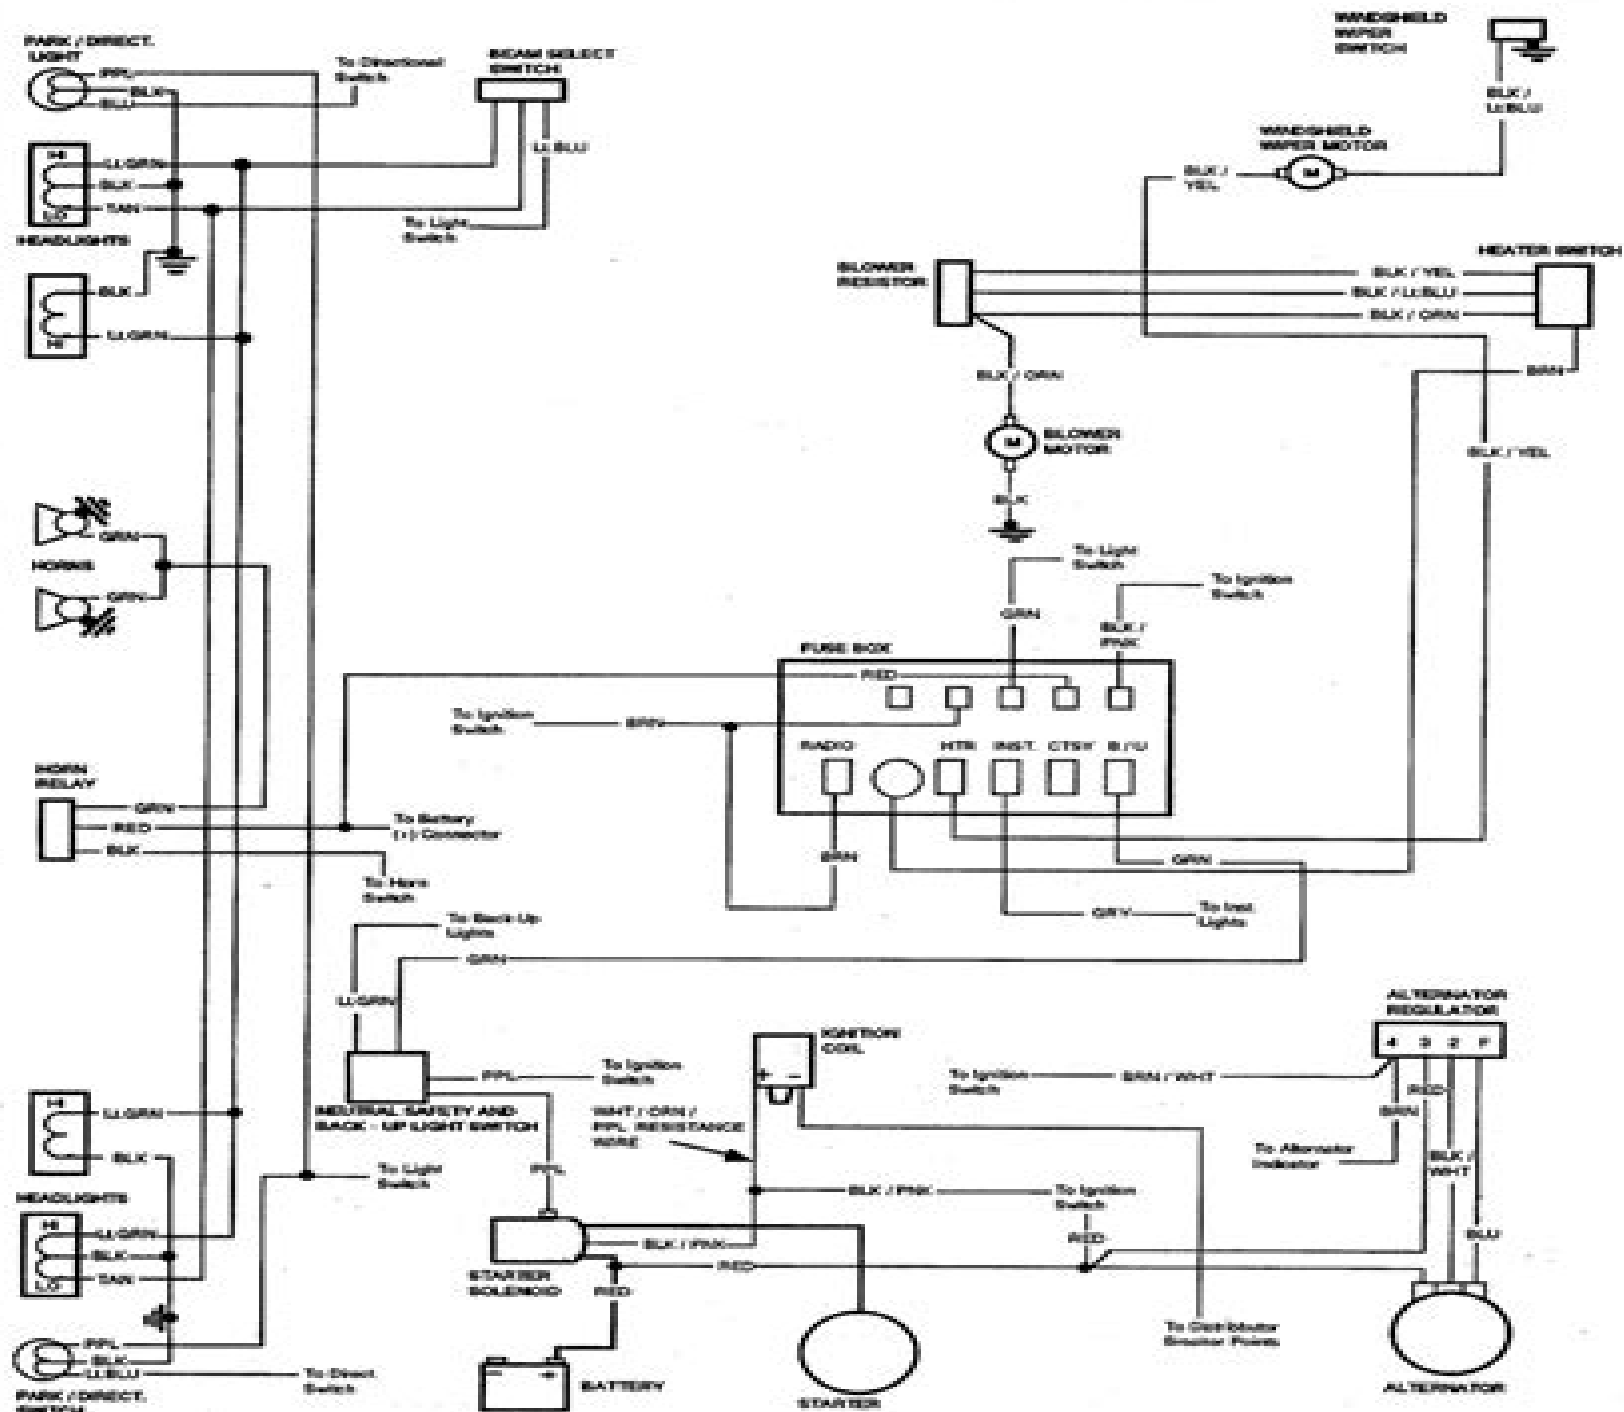 PARK / DIRECT.
LIGHT
PPL
BLK
BLU
To Directional
Switch
BEAM SELECT
SWITCH
Lt.BLU
HI
Lt.GRN
BLK
LO
TAN
To Light
Switch
HEADLIGHTS
BLK
Lt.GRN
HI
WINDSHIELD
WIPER
SWITCH
BLK /
Lt.BLU
WINDSHIELD
WIPER MOTOR
BLK /
YEL
M
HEATER SWITCH
BLOWER
RESISTOR
BLK / YEL
BLK / Lt.BLU
BLK / ORN
BRN
BLK / ORN
M
BLOWER
MOTOR
BLK
BLK / YEL
GRN
HORNS
GRN
To Light
Switch
To Ignition
Switch
GRN
BLK /
PNK
FUSE BOX
RED
To Ignition
Switch
BRN
RADIO
HTR
INST.
CTSY
B / U
HORN
RELAY
GRN
RED
BLK
To Battery
(+) Connector
To Horn
Switch
BRN
GRN
GRY
To Inst.
Lights
To Back-Up
Lights
GRN
Lt.GRN
PPL
To Ignition
Switch
NEUTRAL SAFETY AND
BACK - UP LIGHT SWITCH
IGNITION
COIL
+ -
WHT / ORN /
PPL RESISTANCE
WIRE
PPL
ALTERNATOR
REGULATOR
4 3 2 F
To Ignition
Switch
BRN / WHT
RED
BRN
To Alternator
Indicator
BLK /
WHT
BLU
HI
Lt.GRN
BLK
To Light
Switch
HEADLIGHTS
HI
Lt.GRN
BLK
LO
TAN
BLK / PNK
To Ignition
Switch
RED
BLK / PNK
RED
STARTER
SOLENOID
RED
To Distributor
Breaker Points
PPL
BLK
Lt.BLU
To Direct.
Switch
PARK / DIRECT.
SWITCH
- +
BATTERY
STARTER
ALTERNATOR